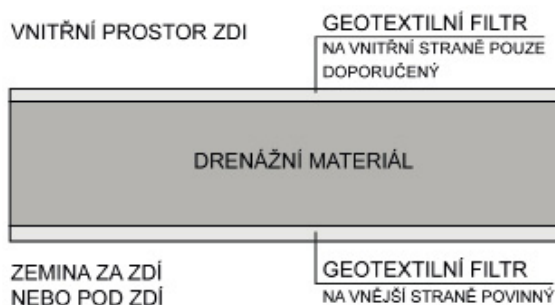 VNITŘNÍ PROSTOR ZDI
GEOTEXTILNÍ FILTR
NA VNITŘNÍ STRANĚ POUZE
DOPORUČENÝ
DRENÁŽNÍ MATERIÁL
ZEMINA ZA ZDÍ
NEBO POD ZDÍ
GEOTEXTILNÍ FILTR
NA VNĚJŠÍ STRANĚ POVINNÝ